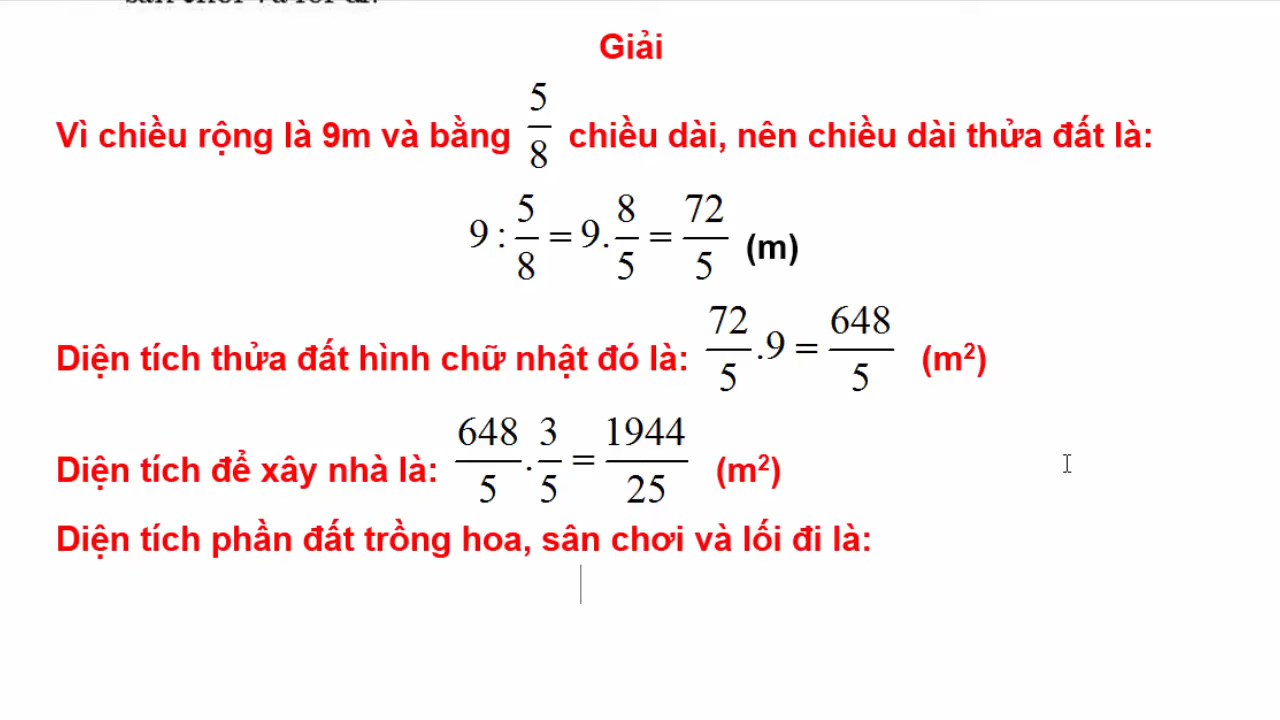 Giải
Vì chiều rộng là 9m và bằng 5/8 chiều dài, nên chiều dài thửa đất là:
9 : 5/8 = 9. 8/5 = 72/5 (m)
Diện tích thửa đất hình chữ nhật đó là: 72/5 .9 = 648/5 (m²)
Diện tích để xây nhà là: 648/5 . 3/5 = 1944/25 (m²)
Diện tích phần đất trồng hoa, sân chơi và lối đi là: